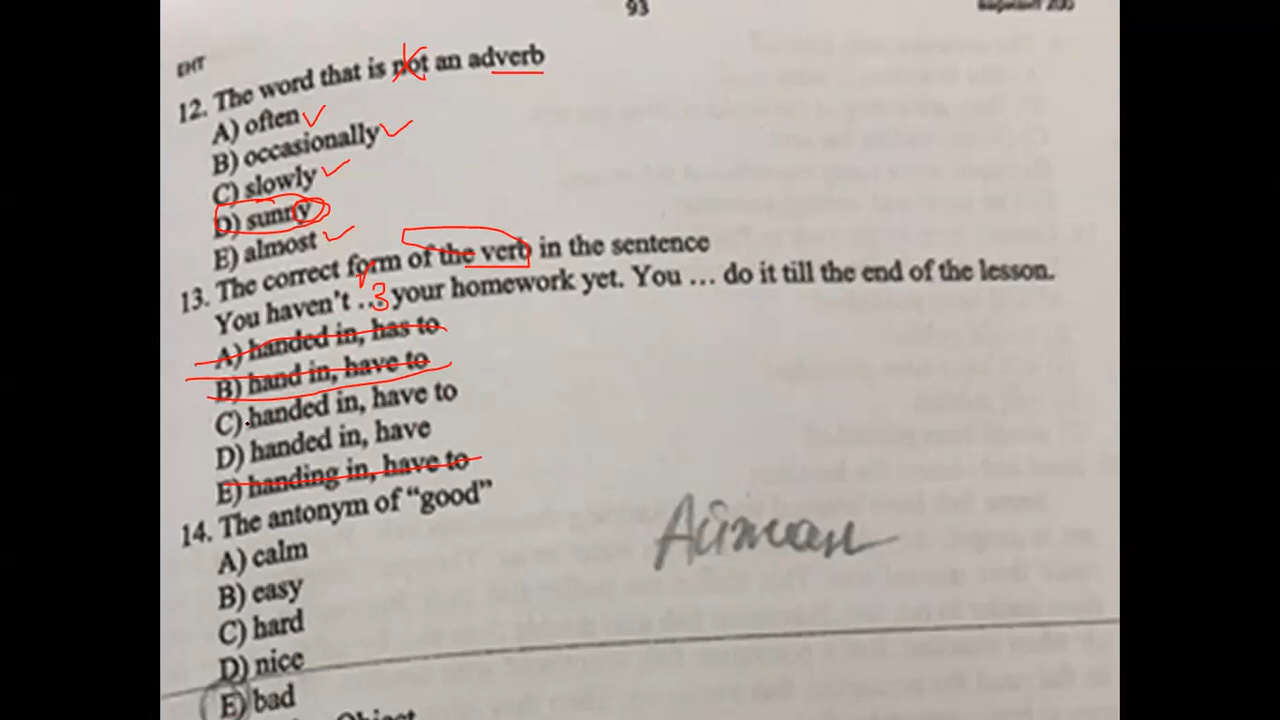 93
ЕНТ
12. The word that is not an adverb
A) often
B) occasionally
C) slowly
D) sunny
E) almost
13. The correct form of the verb in the sentence
You haven't ... 3 your homework yet. You ... do it till the end of the lesson.
A) handed in, has to
B) hand in, have to
C) handed in, have to
D) handed in, have
E) handing in, have to
14. The antonym of “good”
A) calm
B) easy
C) hard
D) nice
E) bad
Object